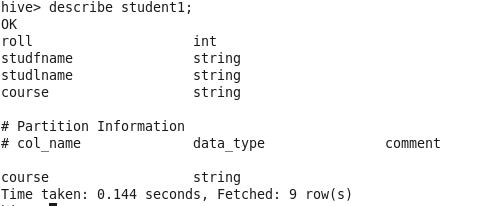 hive> describe student1;
OK
roll                    int
studfname               string
studlname               string
course                  string

# Partition Information
# col_name              data_type               comment

course                  string
Time taken: 0.144 seconds, Fetched: 9 row(s)